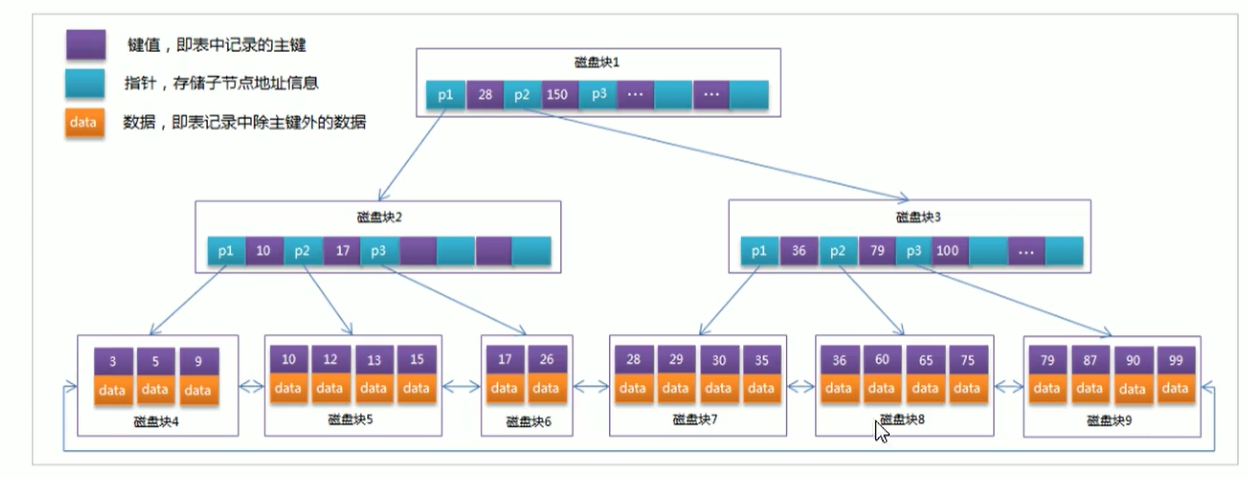 键值，即表中记录的主键
指针，存储子节点地址信息
data 数据，即表记录中除主键外的数据
磁盘块1
p1 28 p2 150 p3 ... ...
磁盘块2
p1 10 p2 17 p3
磁盘块3
p1 36 p2 79 p3 100 ...
3 5 9
data data data
磁盘块4
10 12 13 15
data data data data
磁盘块5
17 26
data data
磁盘块6
28 29 30 35
data data data data
磁盘块7
36 60 65 75
data data data data
磁盘块8
79 87 90 99
data data data data
磁盘块9